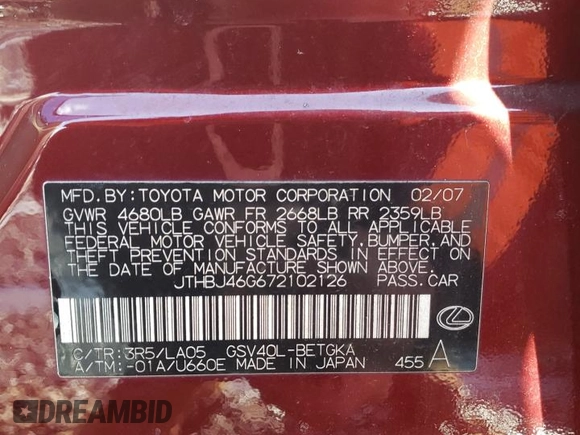 MFD.BY:TOYOTA MOTOR CORPORATION 02/07
GVWR 4680LB GAWR FR 2668LB RR 2359LB
THIS VEHICLE CONFORMS TO ALL APPLICABLE
FEDERAL MOTOR VEHICLE SAFETY,BUMPER,AND
THEFT PREVENTION STANDARDS IN EFFECT ON
THE DATE OF MANUFACTURE SHOWN ABOVE.
JTHBJ46G672102126 PASS.CAR
C/TR:3R5/LA05 GSV40L-BETGKA
A/TM:-01A/U660E MADE IN JAPAN 455 A
DREAMBID